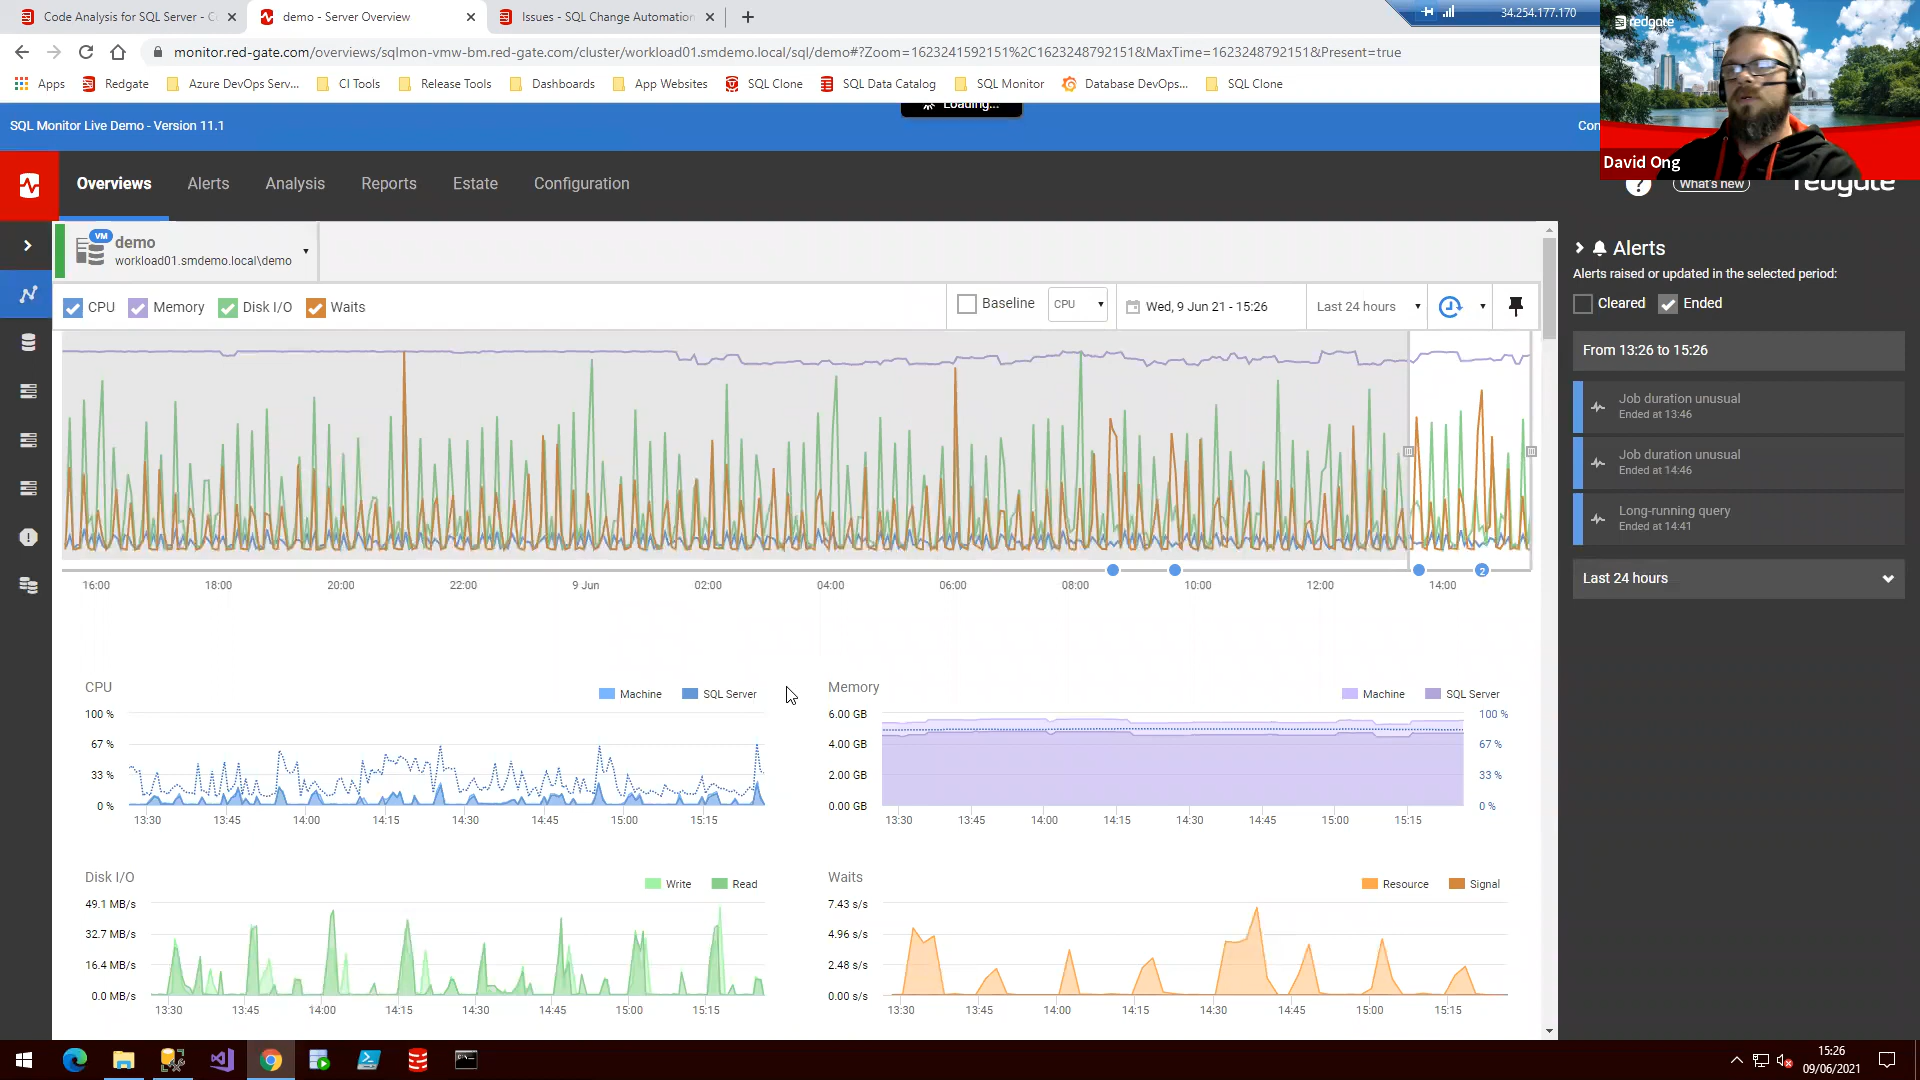 Code Analysis for SQL Server - C
demo - Server Overview
Issues - SQL Change Automation
34.254.177.170
monitor.red-gate.com/overviews/sqlmon-vmw-bm.red-gate.com/cluster/workload01.smdemo.local/sql/demo#?Zoom=1623241592151%2C1623248792151&MaxTime=1623248792151&Present=true
Apps
Redgate
Azure DevOps Serv...
CI Tools
Release Tools
Dashboards
App Websites
SQL Clone
SQL Data Catalog
SQL Monitor
Database DevOps...
SQL Clone
redgate
David Ong
Loading...
SQL Monitor Live Demo - Version 11.1
Con
Overviews
Alerts
Analysis
Reports
Estate
Configuration
?
What's new
redgate
VM
demo
workload01.smdemo.local\demo
CPU
Memory
Disk I/O
Waits
Baseline
CPU
Wed, 9 Jun 21 - 15:26
Last 24 hours
16:00 18:00 20:00 22:00 9 Jun 02:00 04:00 06:00 08:00 10:00 12:00 14:00
2
Alerts
Alerts raised or updated in the selected period:
Cleared
Ended
From 13:26 to 15:26
Job duration unusual
Ended at 13:46
Job duration unusual
Ended at 14:46
Long-running query
Ended at 14:41
Last 24 hours
CPU
Machine
SQL Server
100 %
67 %
33 %
0 %
13:30 13:45 14:00 14:15 14:30 14:45 15:00 15:15
Memory
Machine
SQL Server
6.00 GB
4.00 GB
2.00 GB
0.00 GB
100 %
67 %
33 %
0 %
13:30 13:45 14:00 14:15 14:30 14:45 15:00 15:15
Disk I/O
Write
Read
49.1 MB/s
32.7 MB/s
16.4 MB/s
0.0 MB/s
13:30 13:45 14:00 14:15 14:30 14:45 15:00 15:15
Waits
Resource
Signal
7.43 s/s
4.96 s/s
2.48 s/s
0.00 s/s
13:30 13:45 14:00 14:15 14:30 14:45 15:00 15:15
15:26
09/06/2021